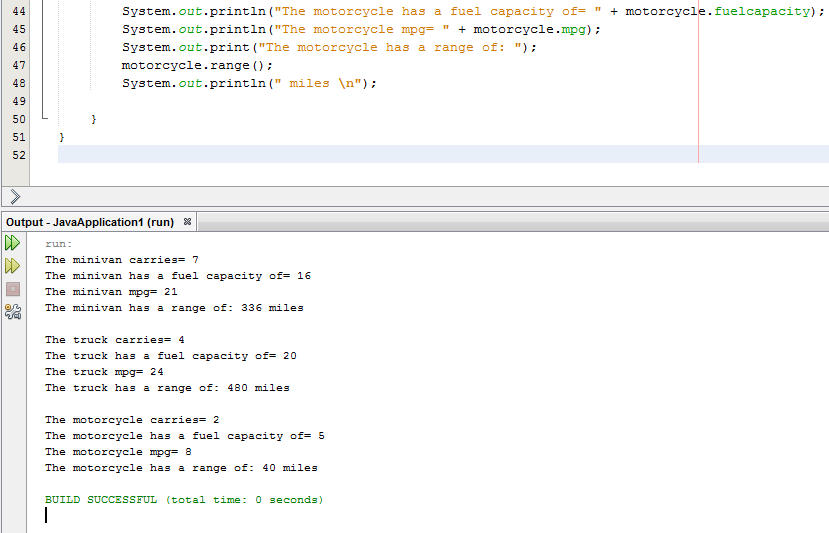 44 System.out.println("The motorcycle has a fuel capacity of= " + motorcycle.fuelcapacity);
45 System.out.println("The motorcycle mpg= " + motorcycle.mpg);
46 System.out.print("The motorcycle has a range of: ");
47 motorcycle.range();
48 System.out.println(" miles \n");
49
50 }
51 }
52
Output - JavaApplication1 (run)
run:
The minivan carries= 7
The minivan has a fuel capacity of= 16
The minivan mpg= 21
The minivan has a range of: 336 miles
The truck carries= 4
The truck has a fuel capacity of= 20
The truck mpg= 24
The truck has a range of: 480 miles
The motorcycle carries= 2
The motorcycle has a fuel capacity of= 5
The motorcycle mpg= 8
The motorcycle has a range of: 40 miles
BUILD SUCCESSFUL (total time: 0 seconds)